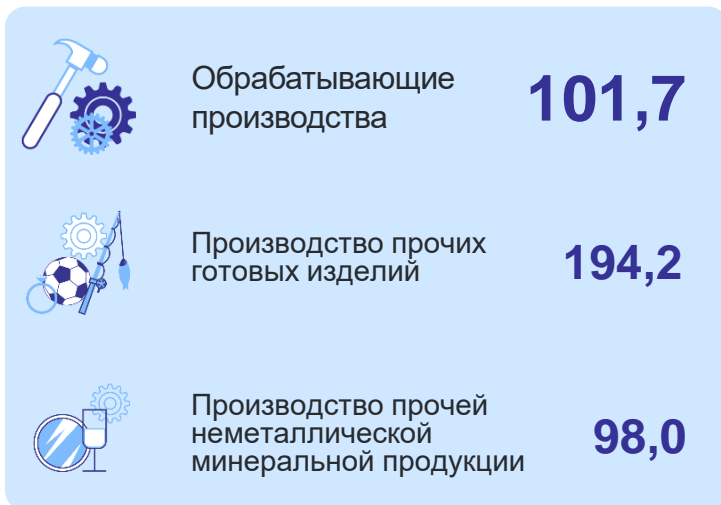 Обрабатывающие
производства
101,7
Производство прочих
готовых изделий
194,2
Производство прочей
неметаллической
минеральной продукции
98,0